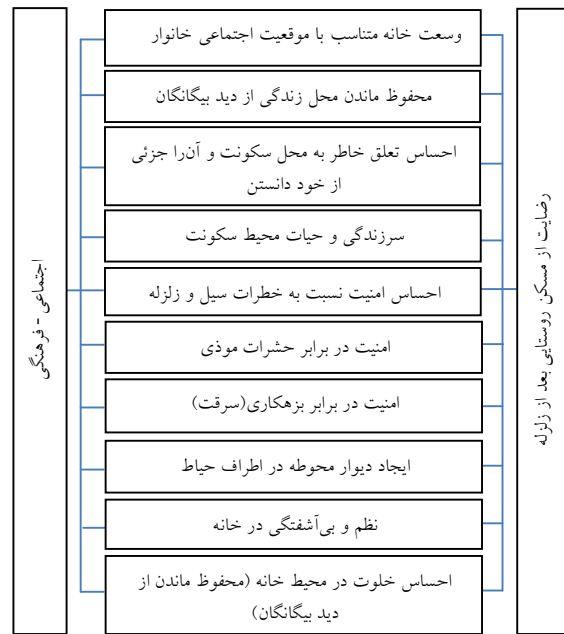 رضایت از مسکن روستایی بعد از زلزله
وسعت خانه متناسب با موقعیت اجتماعی خانوار
محفوظ ماندن محل زندگی از دید بیگانگان
احساس تعلق خاطر به محل سکونت و آن‌را جزئی
از خود دانستن
سرزندگی و حیات محیط سکونت
احساس امنیت نسبت به خطرات سیل و زلزله
امنیت در برابر حشرات موذی
امنیت در برابر بزهکاری(سرقت)
ایجاد دیوار محوطه در اطراف حیاط
نظم و بی‌آشفتگی در خانه
احساس خلوت در محیط خانه (محفوظ ماندن از
دید بیگانگان)
اجتماعی - فرهنگی